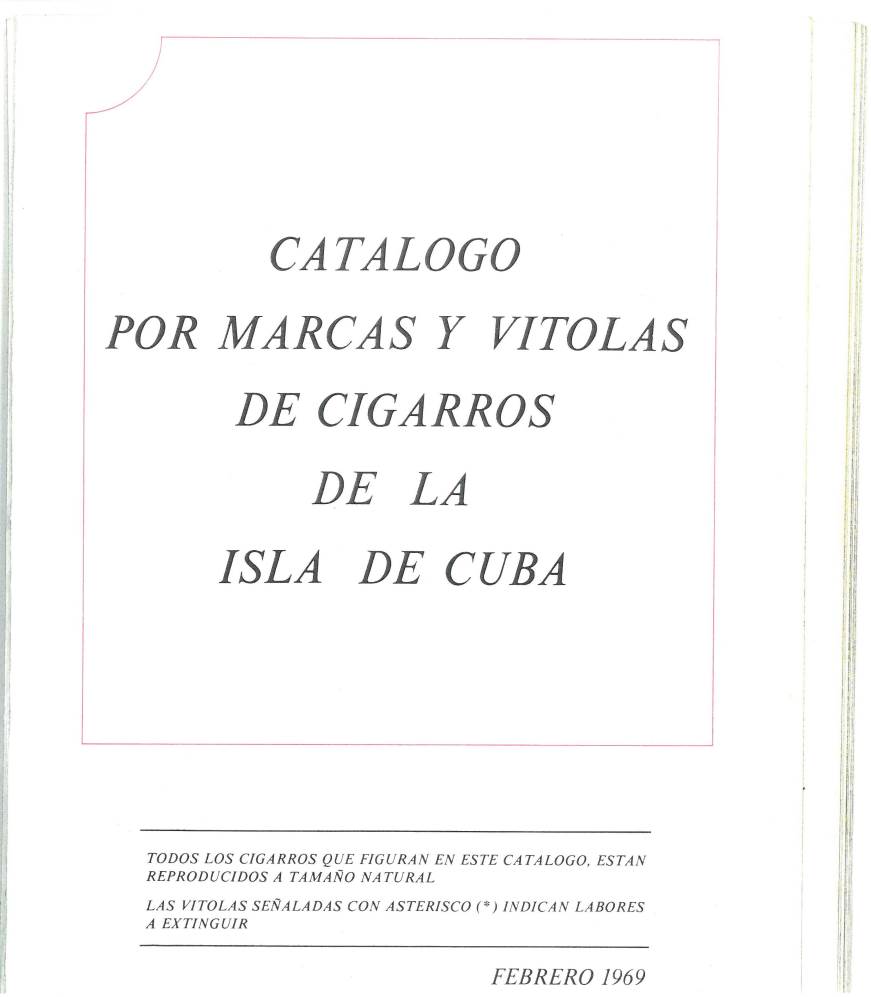 CATALOGO
POR MARCAS Y VITOLAS
DE CIGARROS
DE LA
ISLA DE CUBA
TODOS LOS CIGARROS QUE FIGURAN EN ESTE CATALOGO, ESTAN
REPRODUCIDOS A TAMAÑO NATURAL
LAS VITOLAS SEÑALADAS CON ASTERISCO (*) INDICAN LABORES
A EXTINGUIR
FEBRERO 1969